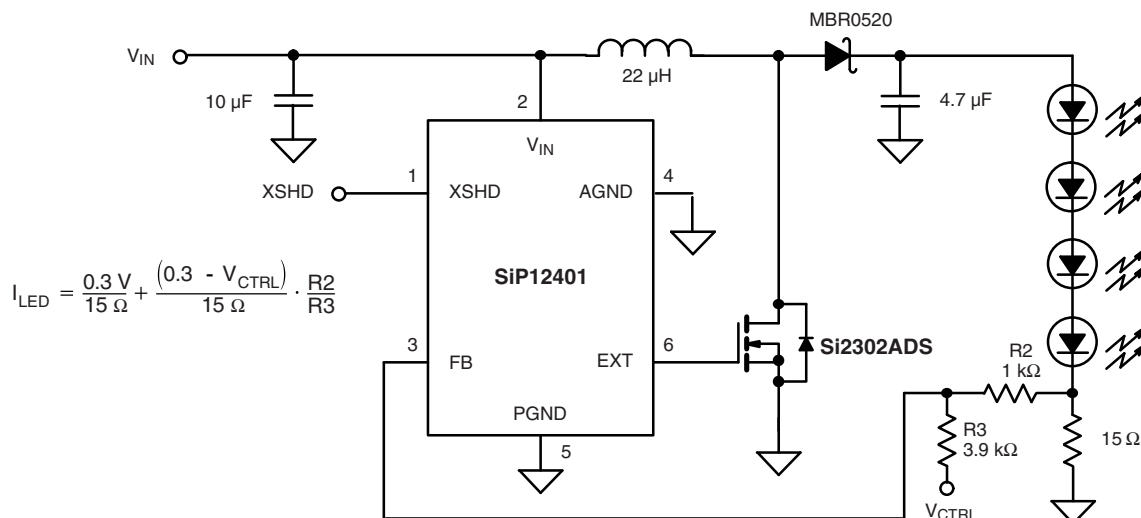 MBR0520
V_IN
22 µH
10 µF
4.7 µF
2
V_IN
1
4
XSHD
XSHD
AGND
SiP12401
I_LED = 0.3 V / 15 Ω + (0.3 - V_CTRL) / 15 Ω · R2 / R3
3
6
FB
EXT
Si2302ADS
R2
1 kΩ
PGND
5
R3
3.9 kΩ
15 Ω
V_CTRL